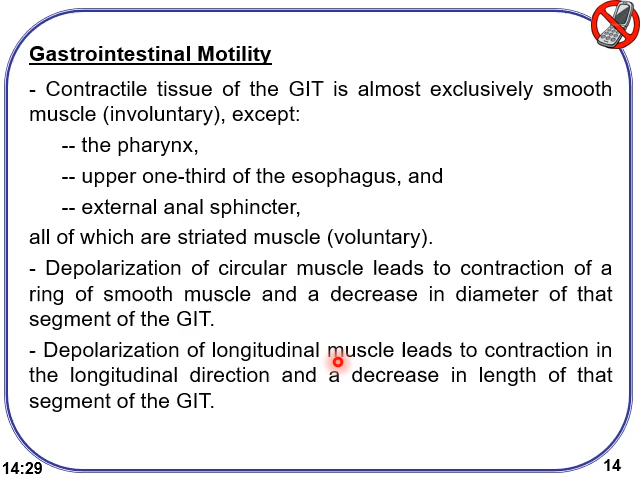 Gastrointestinal Motility
- Contractile tissue of the GIT is almost exclusively smooth
muscle (involuntary), except:
-- the pharynx,
-- upper one-third of the esophagus, and
-- external anal sphincter,
all of which are striated muscle (voluntary).
- Depolarization of circular muscle leads to contraction of a
ring of smooth muscle and a decrease in diameter of that
segment of the GIT.
- Depolarization of longitudinal muscle leads to contraction in
the longitudinal direction and a decrease in length of that
segment of the GIT.
14:29
14